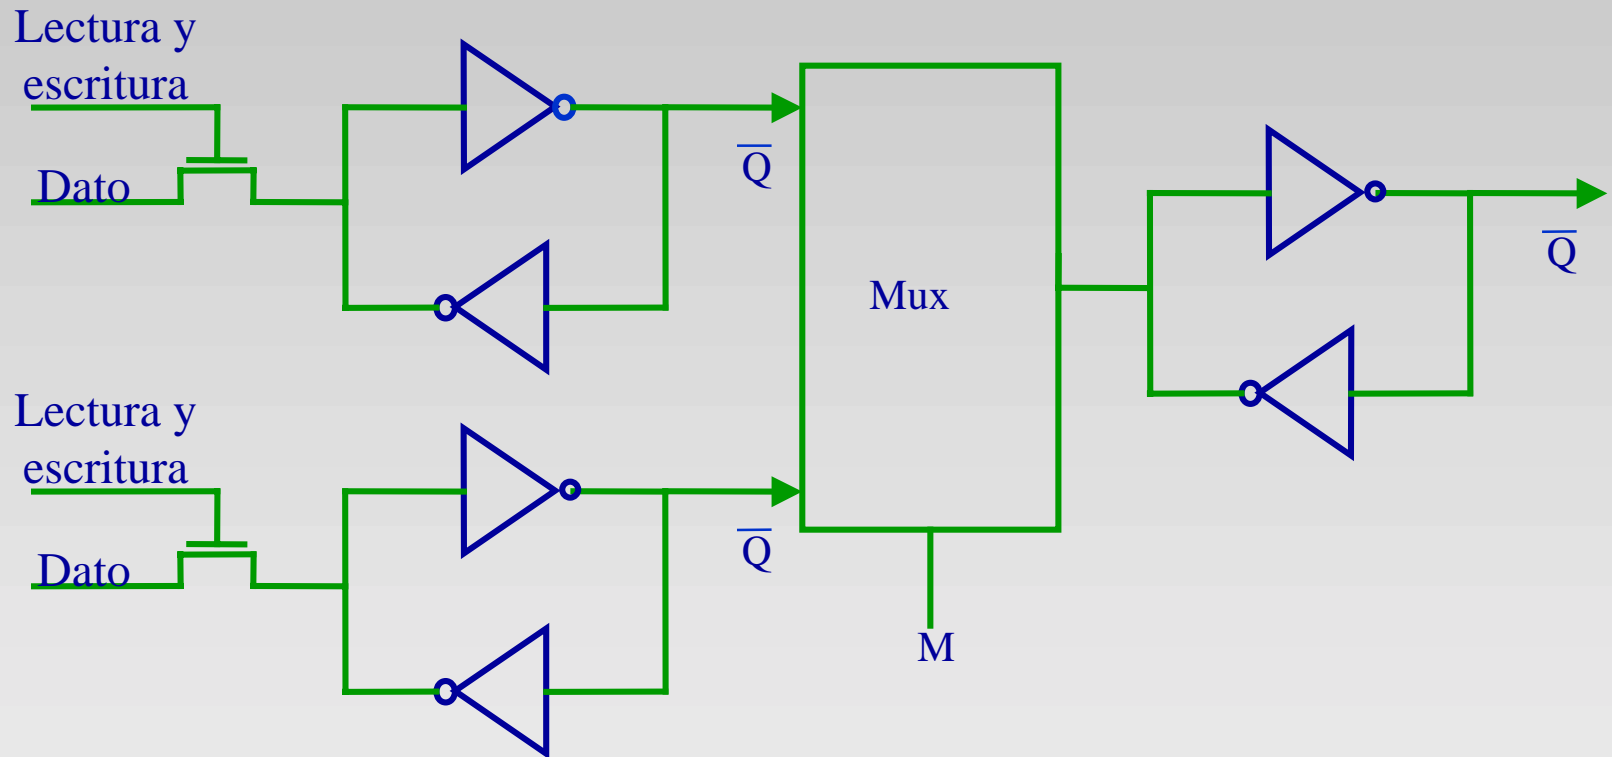 Lectura y
escritura
Dato
Q̅
Mux
Q̅
Lectura y
escritura
Dato
Q̅
M